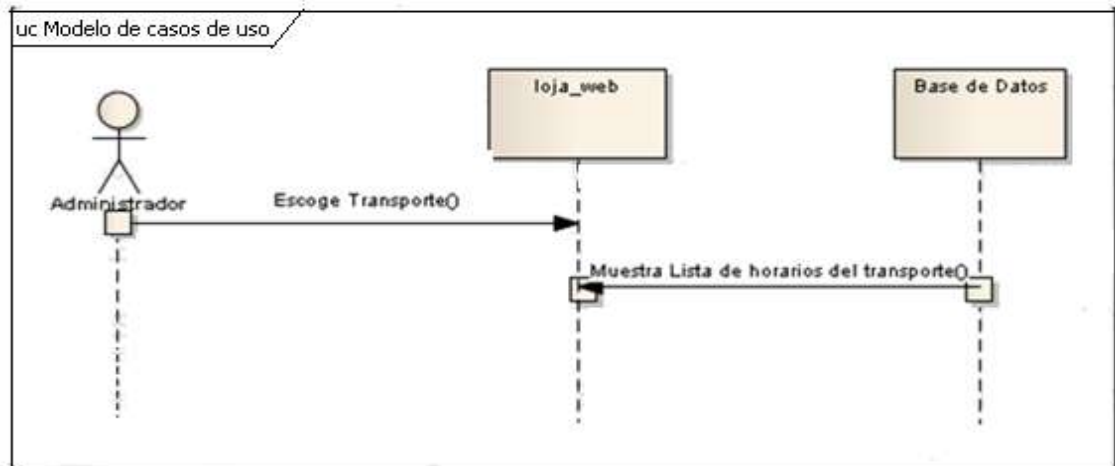 uc Modelo de casos de uso
loja_web
Base de Datos
Administrador
Escoge Transporte()
Muestra Lista de horarios del transporte()